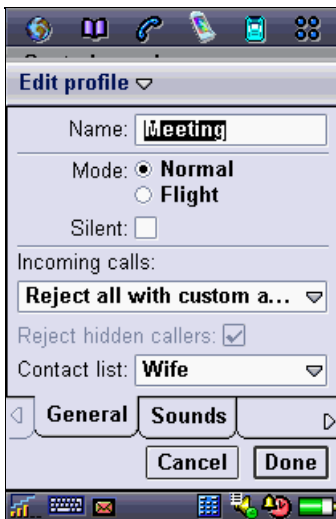 Edit profile
Name: Meeting
Mode: Normal
Flight
Silent:
Incoming calls:
Reject all with custom a...
Reject hidden callers:
Contact list: Wife
General Sounds
Cancel Done